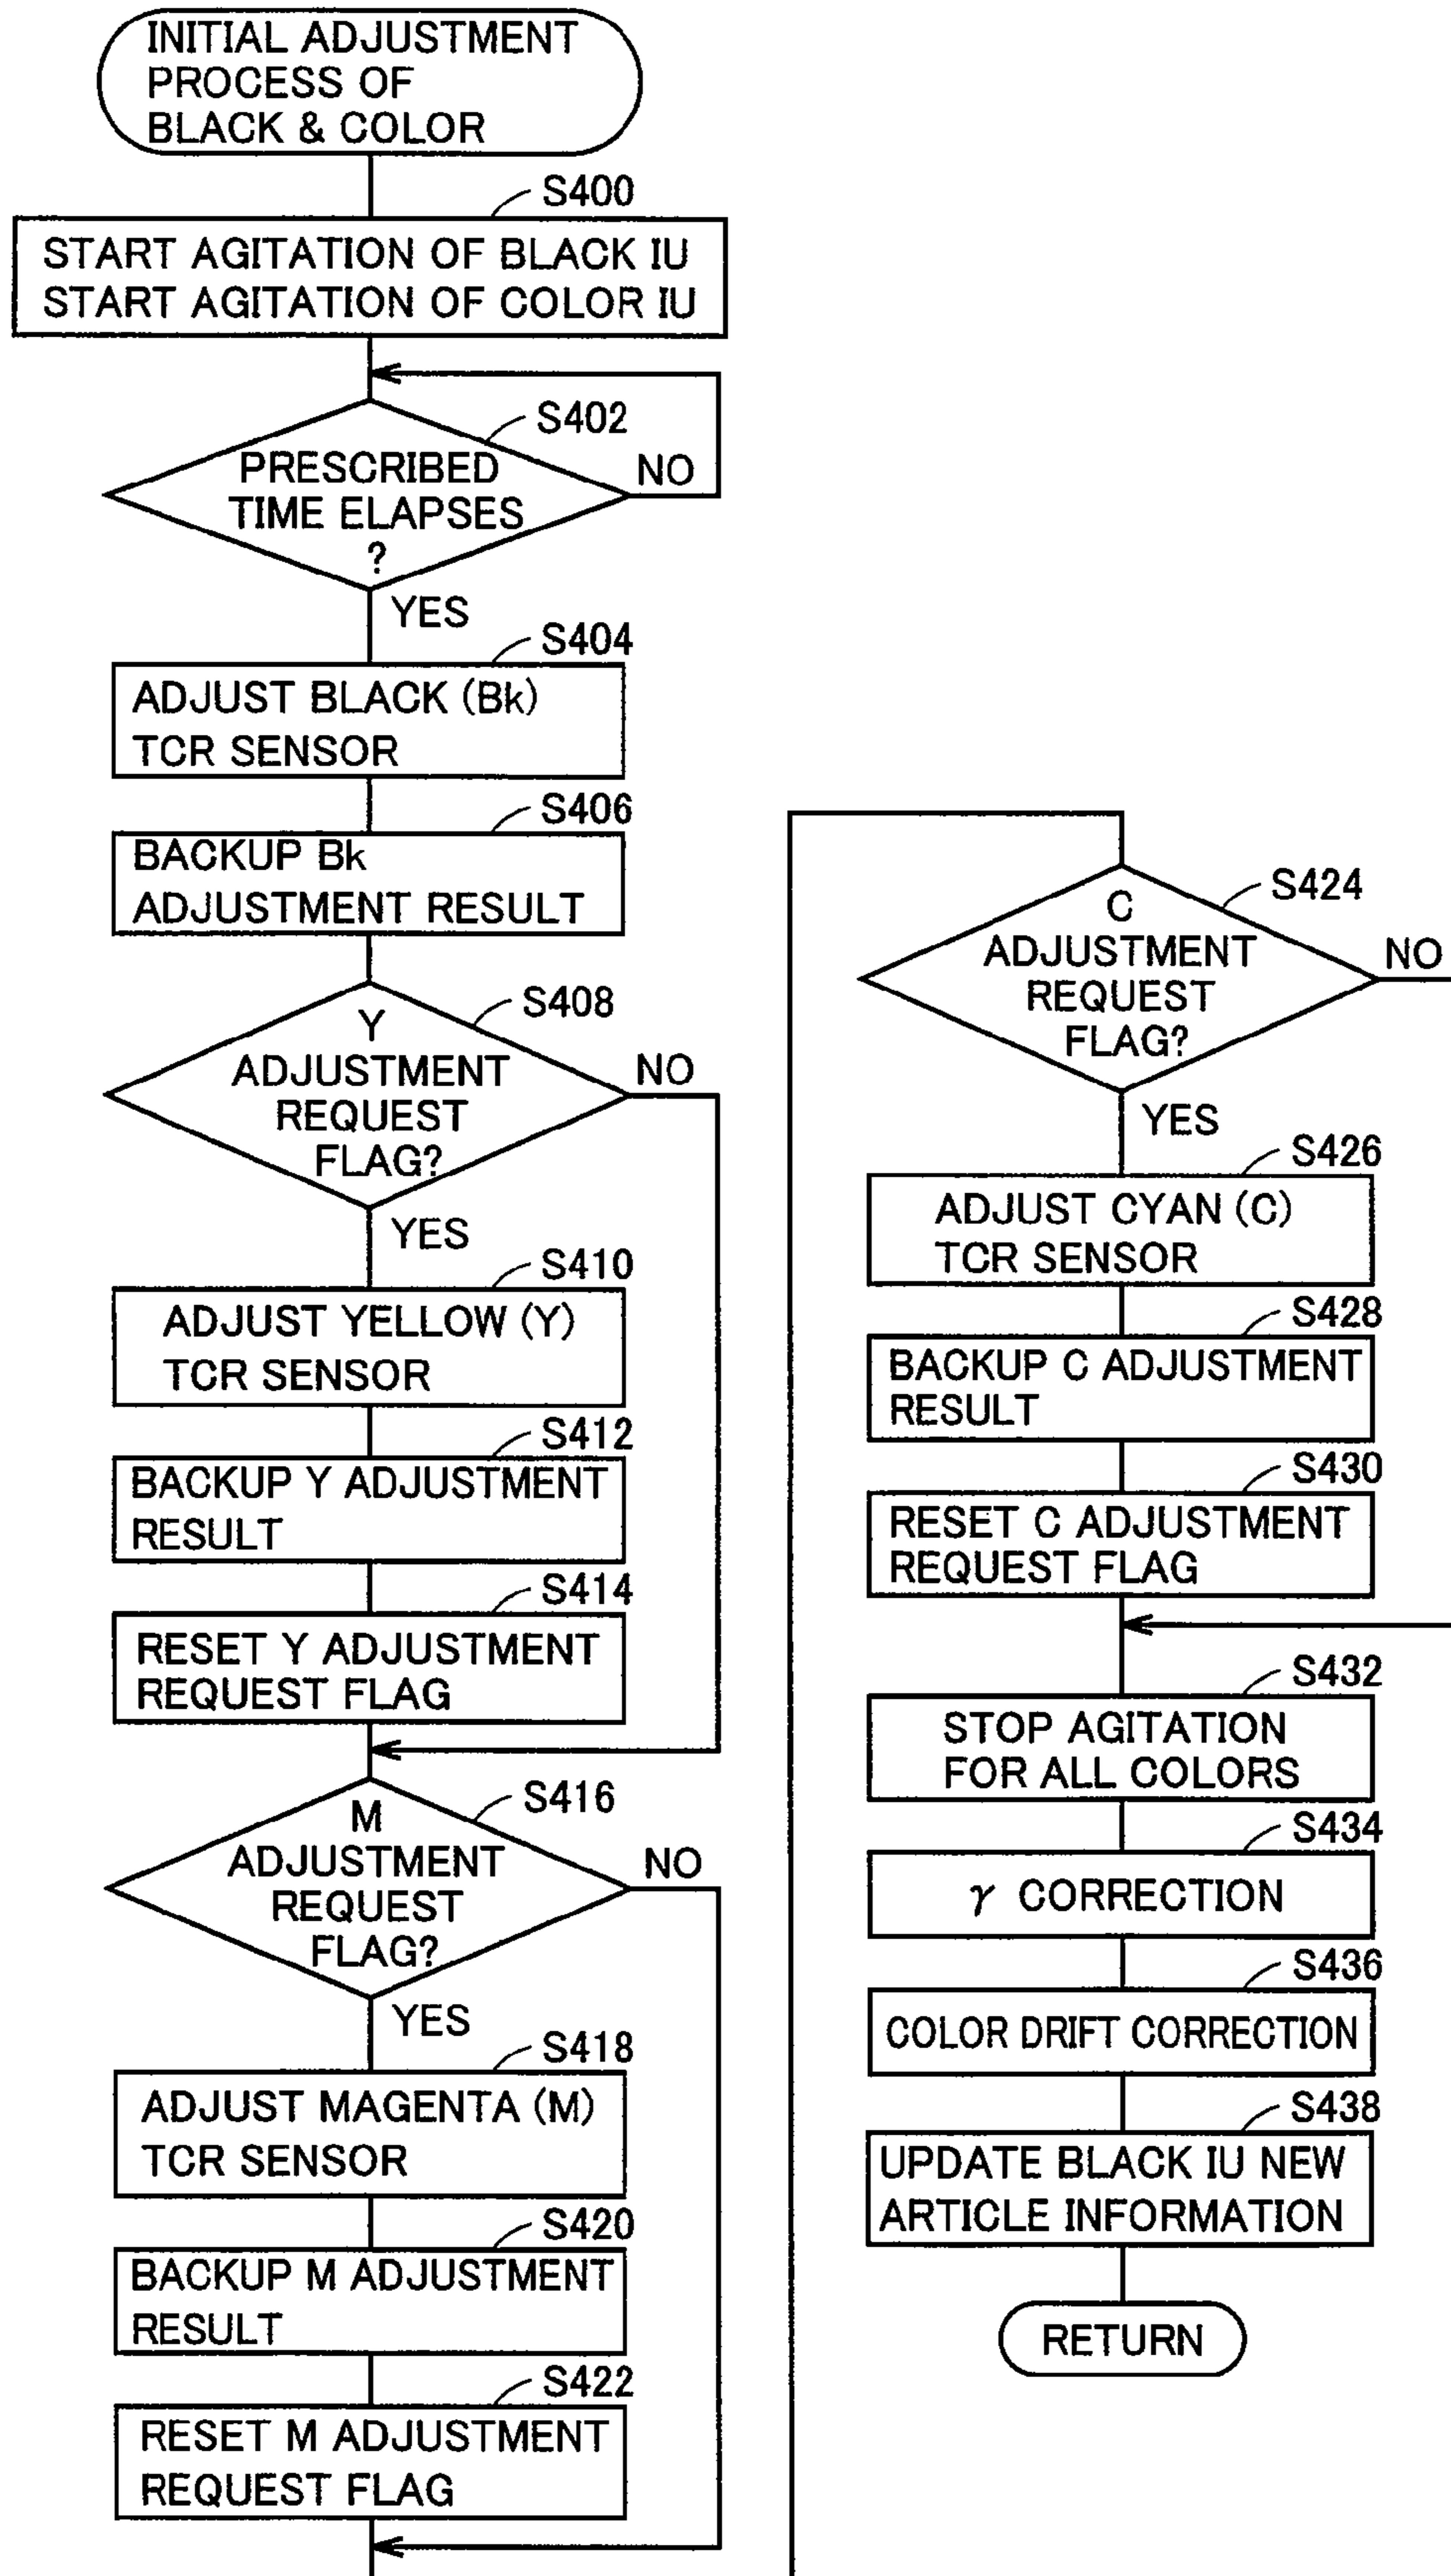 INITIAL ADJUSTMENT
PROCESS OF
BLACK & COLOR
S400
START AGITATION OF BLACK IU
START AGITATION OF COLOR IU
S402
PRESCRIBED
TIME ELAPSES
?
NO
YES
S404
ADJUST BLACK (Bk)
TCR SENSOR
S406
BACKUP Bk
ADJUSTMENT RESULT
S408
Y
ADJUSTMENT
REQUEST
FLAG?
NO
YES
S410
ADJUST YELLOW (Y)
TCR SENSOR
S412
BACKUP Y ADJUSTMENT
RESULT
S414
RESET Y ADJUSTMENT
REQUEST FLAG
S416
M
ADJUSTMENT
REQUEST
FLAG?
NO
YES
S418
ADJUST MAGENTA (M)
TCR SENSOR
S420
BACKUP M ADJUSTMENT
RESULT
S422
RESET M ADJUSTMENT
REQUEST FLAG
S424
C
ADJUSTMENT
REQUEST
FLAG?
NO
YES
S426
ADJUST CYAN (C)
TCR SENSOR
S428
BACKUP C ADJUSTMENT
RESULT
S430
RESET C ADJUSTMENT
REQUEST FLAG
S432
STOP AGITATION
FOR ALL COLORS
S434
γ CORRECTION
S436
COLOR DRIFT CORRECTION
S438
UPDATE BLACK IU NEW
ARTICLE INFORMATION
RETURN